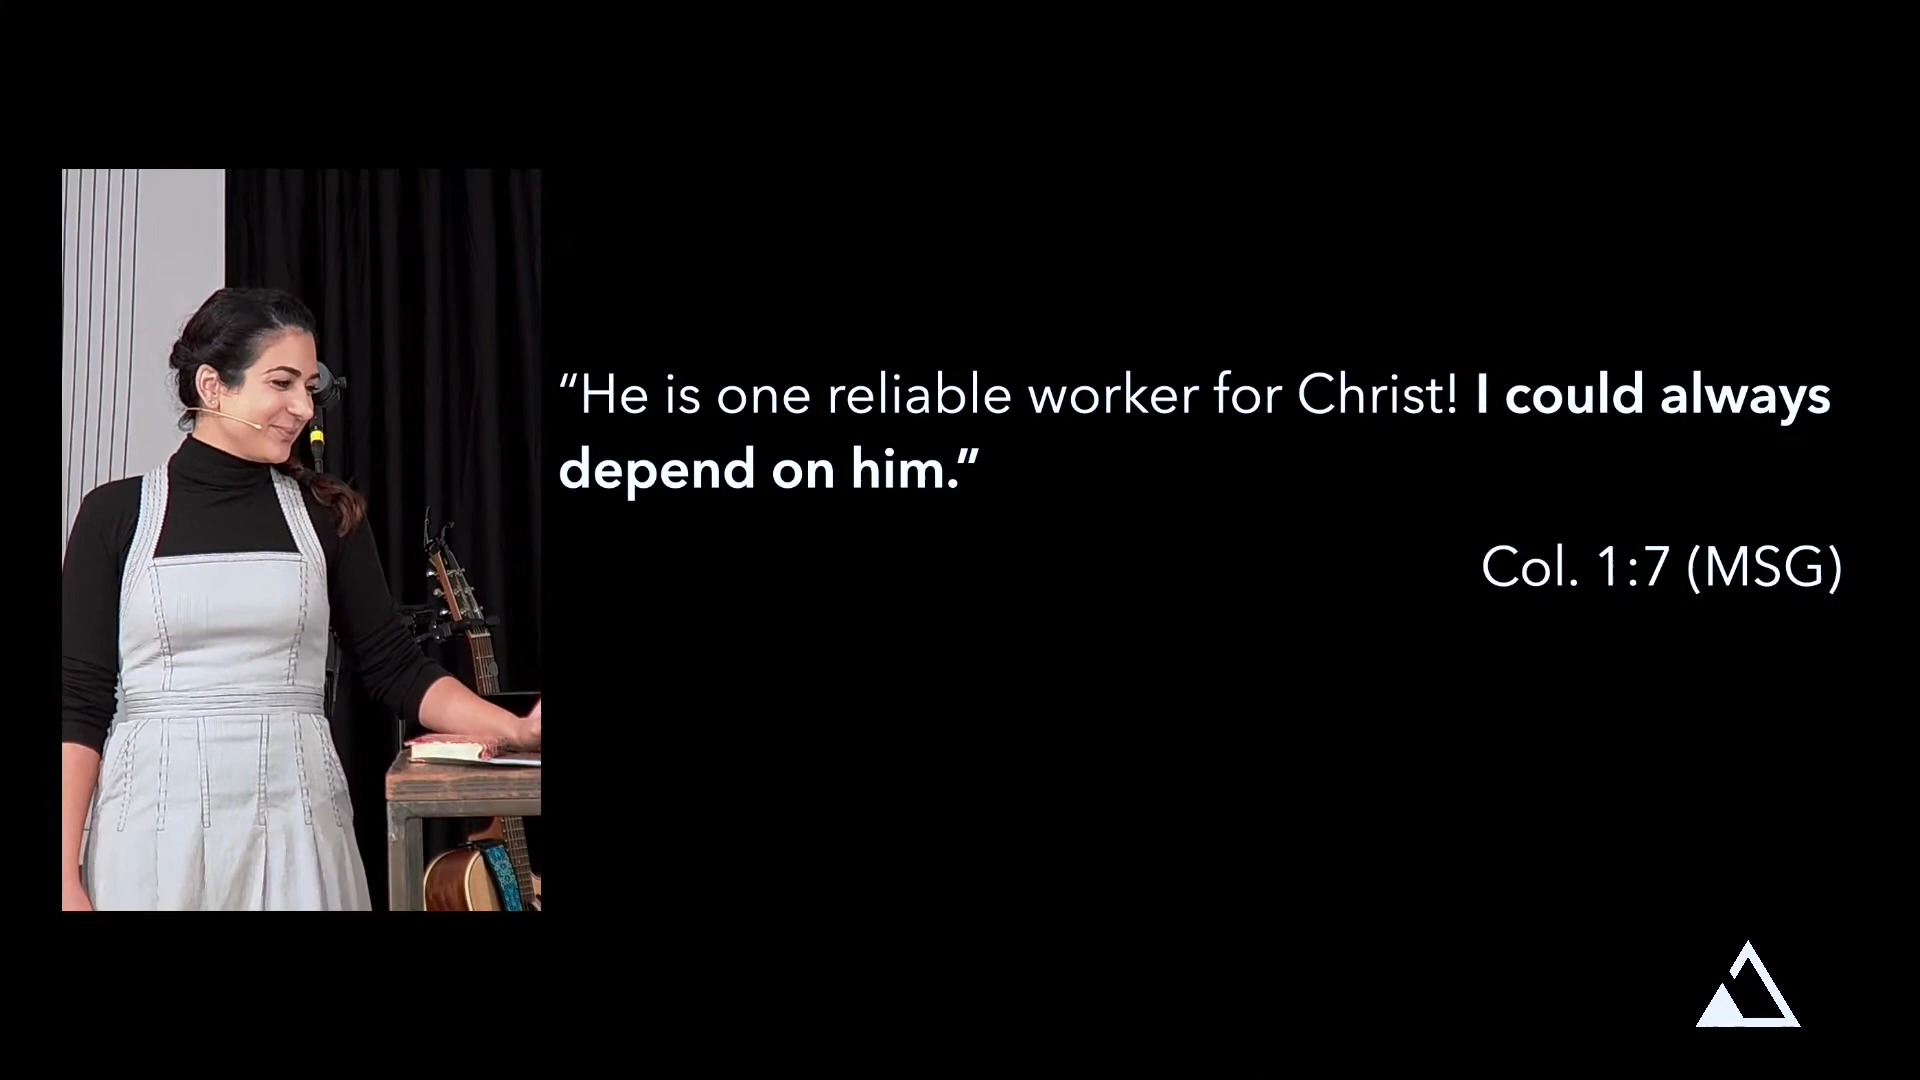 “He is one reliable worker for Christ! I could always
depend on him.”
Col. 1:7 (MSG)